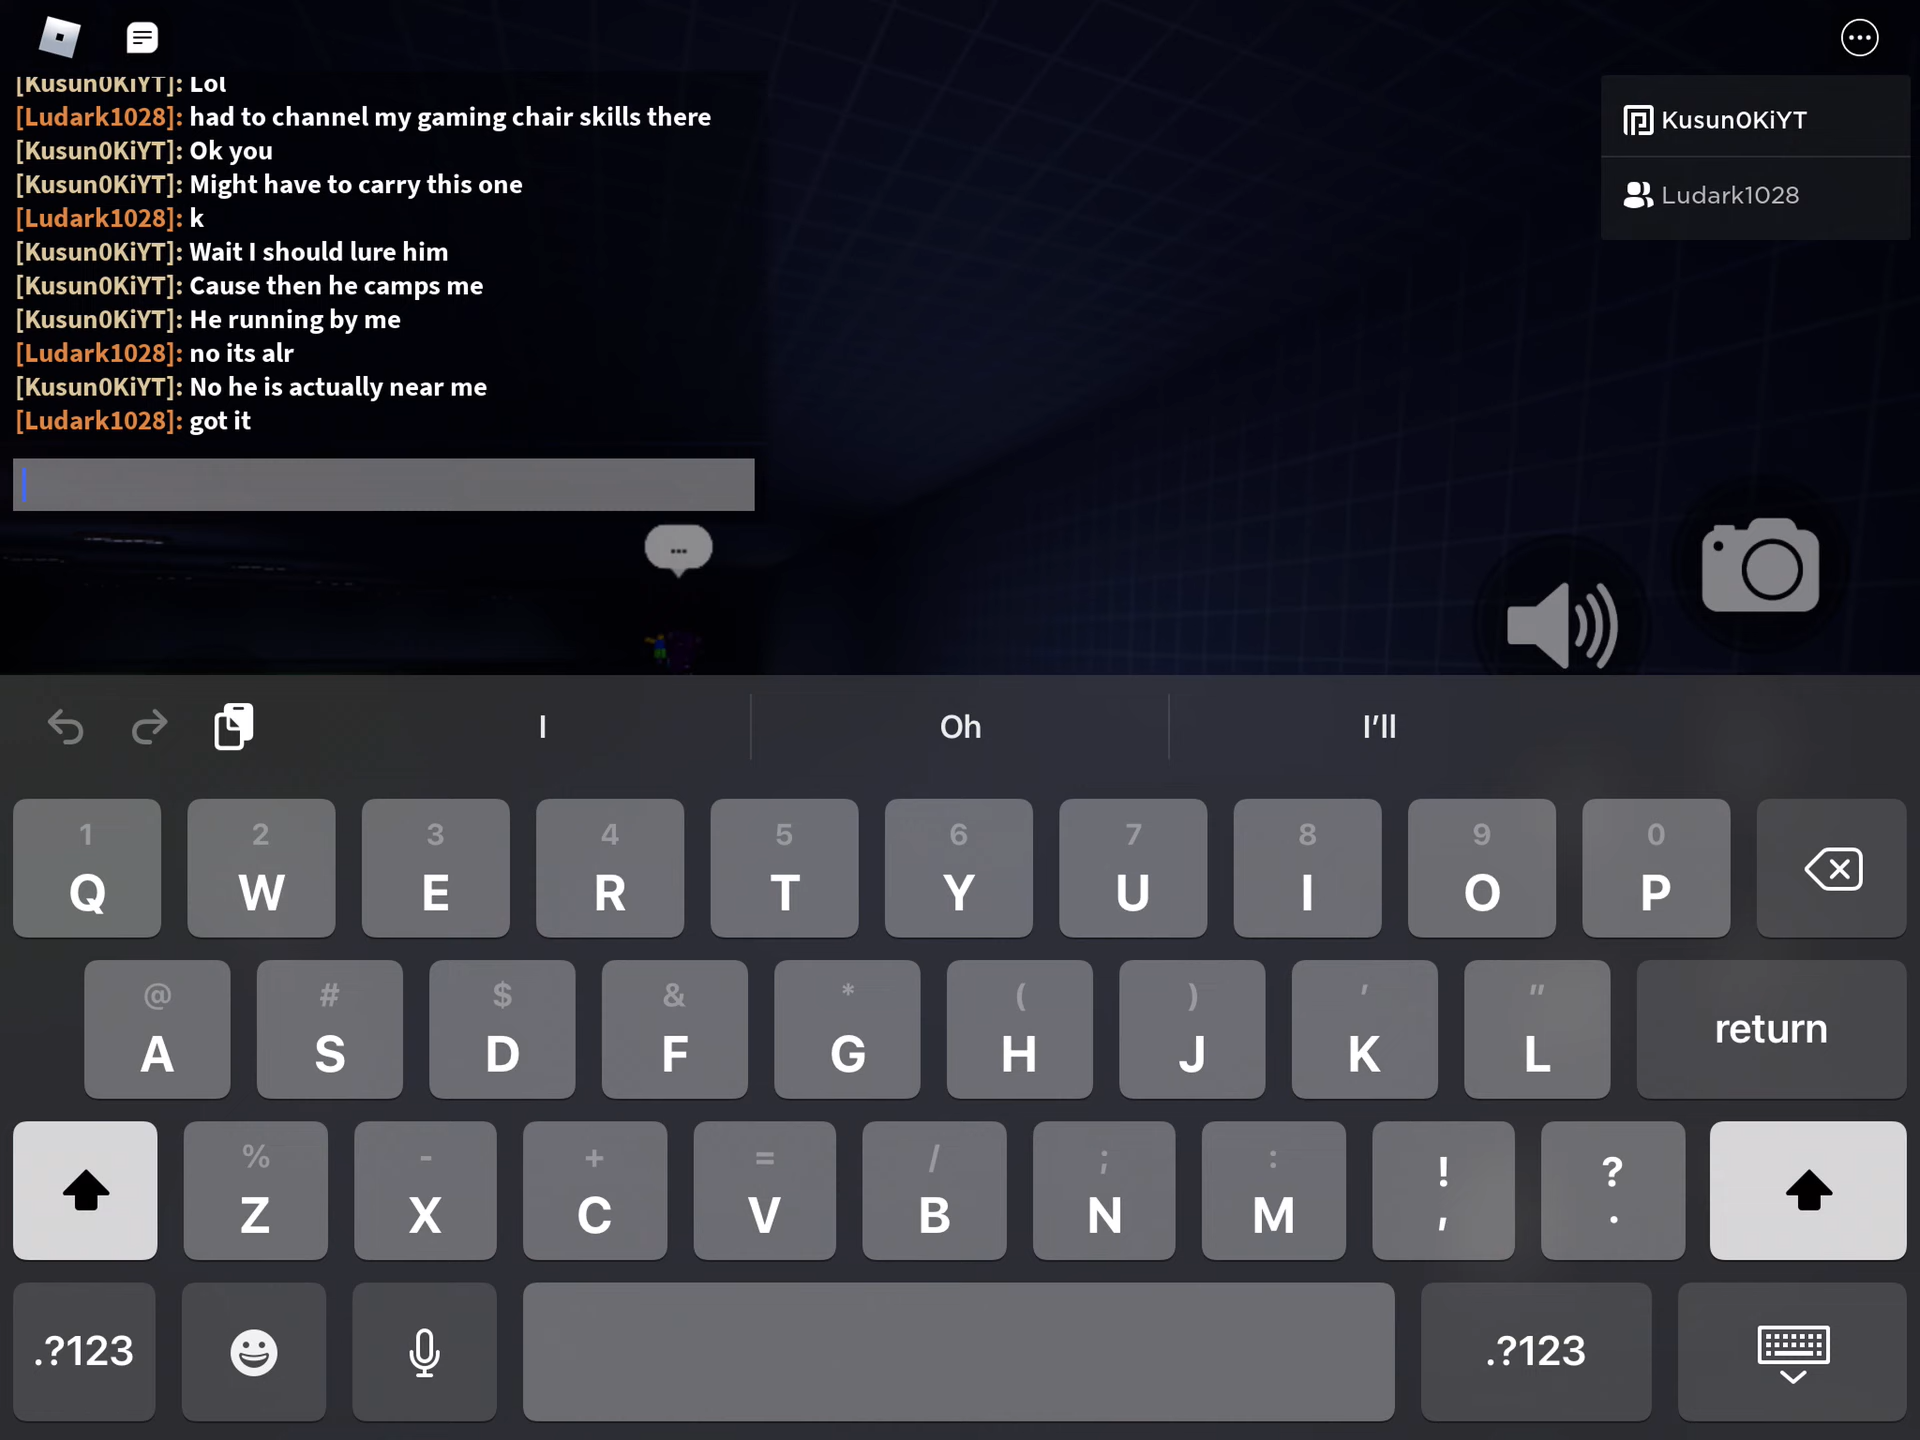 [Kusun0KiYT]: Lol
[Ludark1028]: had to channel my gaming chair skills there
[Kusun0KiYT]: Ok you
[Kusun0KiYT]: Might have to carry this one
[Ludark1028]: k
[Kusun0KiYT]: Wait I should lure him
[Kusun0KiYT]: Cause then he camps me
[Kusun0KiYT]: He running by me
[Ludark1028]: no its alr
[Kusun0KiYT]: No he is actually near me
[Ludark1028]: got it
Kusun0KiYT
Ludark1028
...
I Oh I’ll
1 2 3 4 5 6 7 8 9 0
Q W E R T Y U I O P
@ # $ & * ( ) ' "
A S D F G H J K L return
% - + = / ; : ! ?
Z X C V B N M , .
.?123 .?123